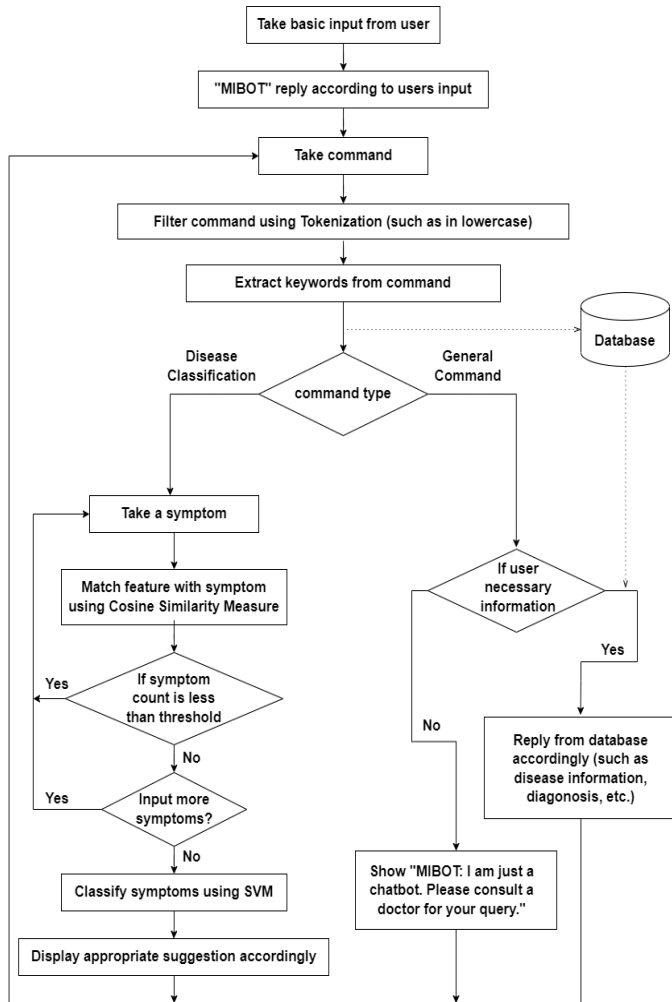 Take basic input from user
"MIBOT" reply according to users input
Take command
Filter command using Tokenization (such as in lowercase)
Extract keywords from command
Database
Disease
Classification
General
Command
command type
Take a symptom
If user
necessary
information
Match feature with symptom
using Cosine Similarity Measure
Yes
Yes
If symptom
count is less
than threshold
No
No
Reply from database
accordingly (such as
disease information,
diagonosis, etc.)
Yes
Input more
symptoms?
No
Classify symptoms using SVM
Show "MIBOT: I am just a
chatbot. Please consult a
doctor for your query."
Display appropriate suggestion accordingly